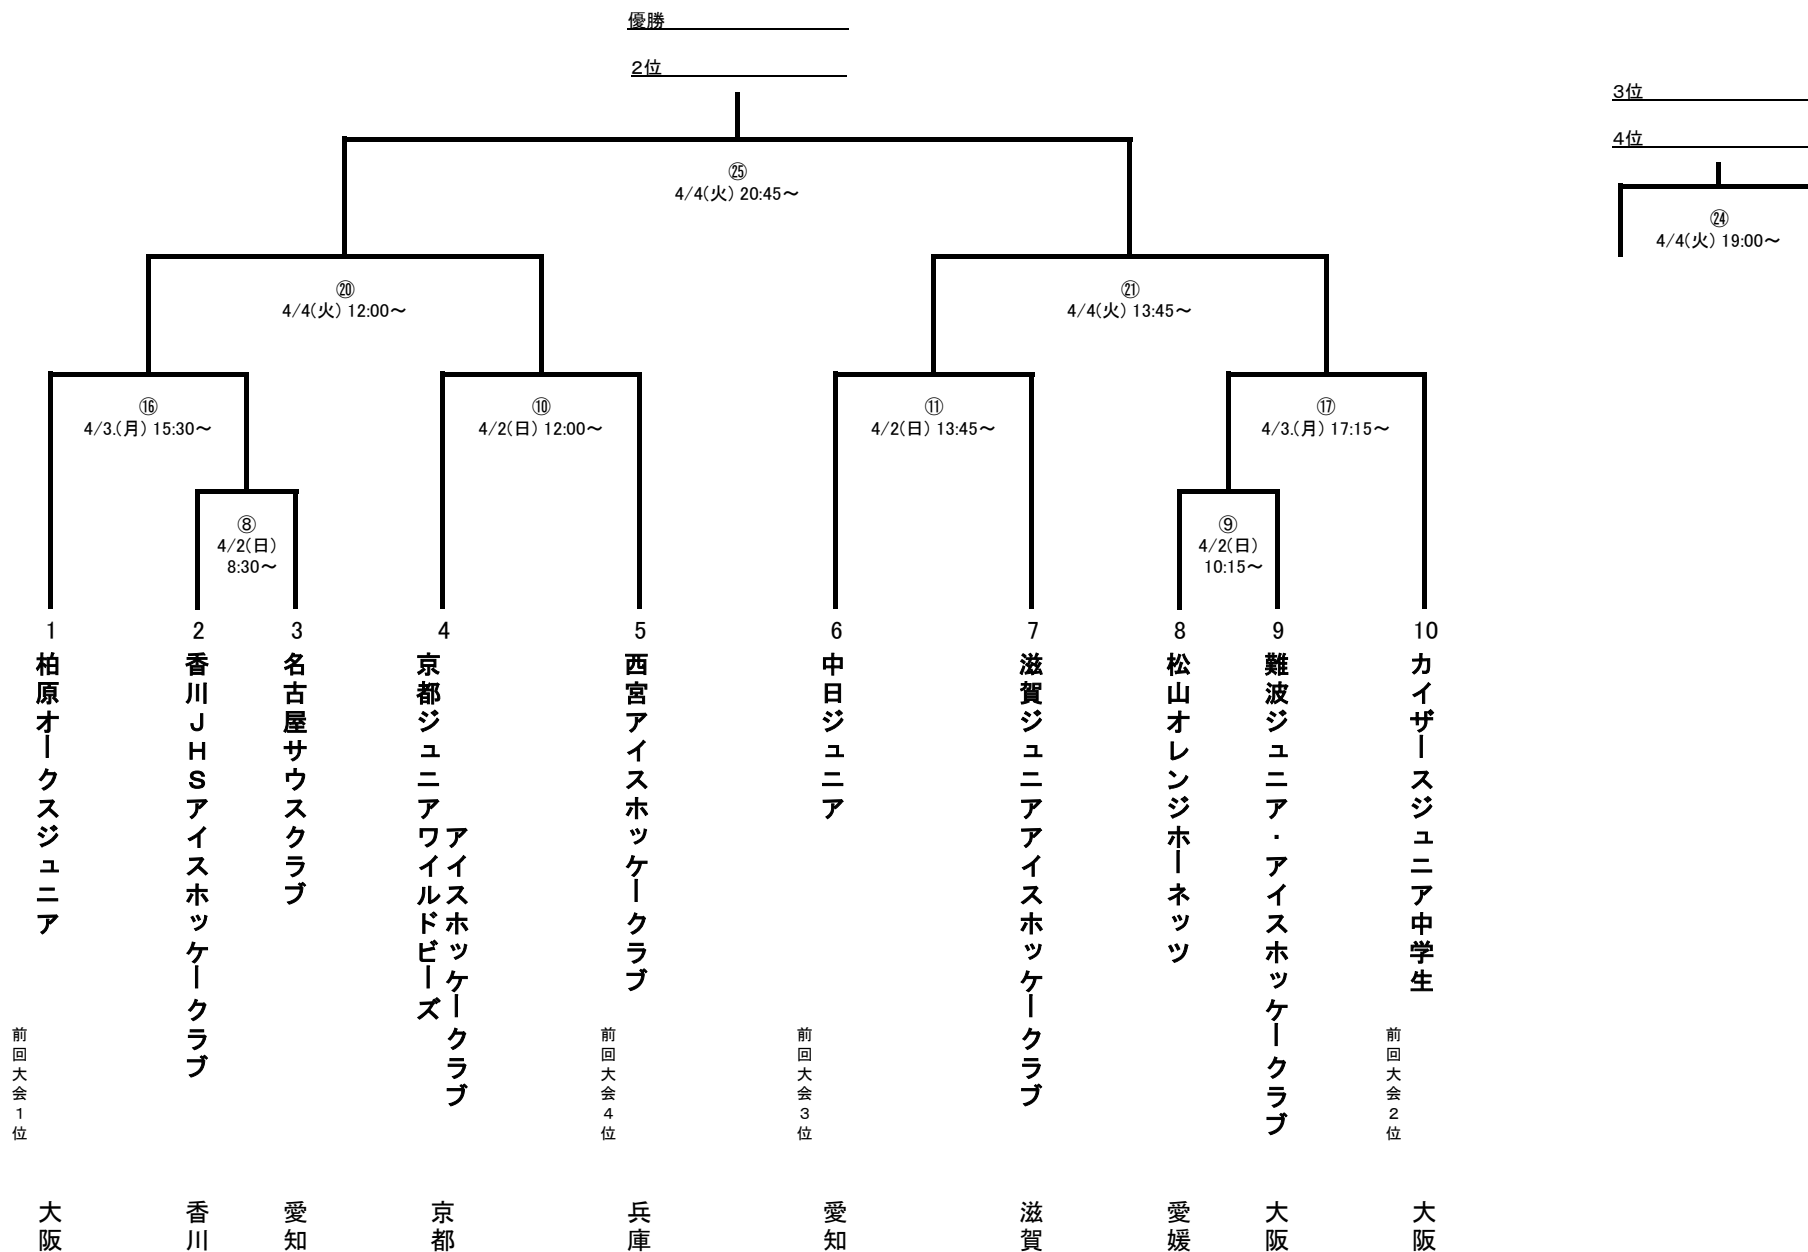 優勝
2位
3位
4位
㉕
4/4(火) 20:45～
㉔
4/4(火) 19:00～
⑳
4/4(火) 12:00～
㉑
4/4(火) 13:45～
⑯
4/3.(月) 15:30～
⑩
4/2(日) 12:00～
⑪
4/2(日) 13:45～
⑰
4/3.(月) 17:15～
⑧
4/2(日)
8:30～
⑨
4/2(日)
10:15～
1
柏原オークスジュニア
前回大会1位
大阪
2
香川JHSアイスホッケークラブ
香川
3
名古屋サウスクラブ
愛知
4
京都ジュニアワイルドビーズ
アイスホッケークラブ
京都
5
西宮アイスホッケークラブ
前回大会4位
兵庫
6
中日ジュニア
前回大会3位
愛知
7
滋賀ジュニアアイスホッケークラブ
滋賀
8
松山オレンジホーネッツ
愛媛
9
難波ジュニア・アイスホッケークラブ
大阪
10
カイザースジュニア中学生
前回大会2位
大阪